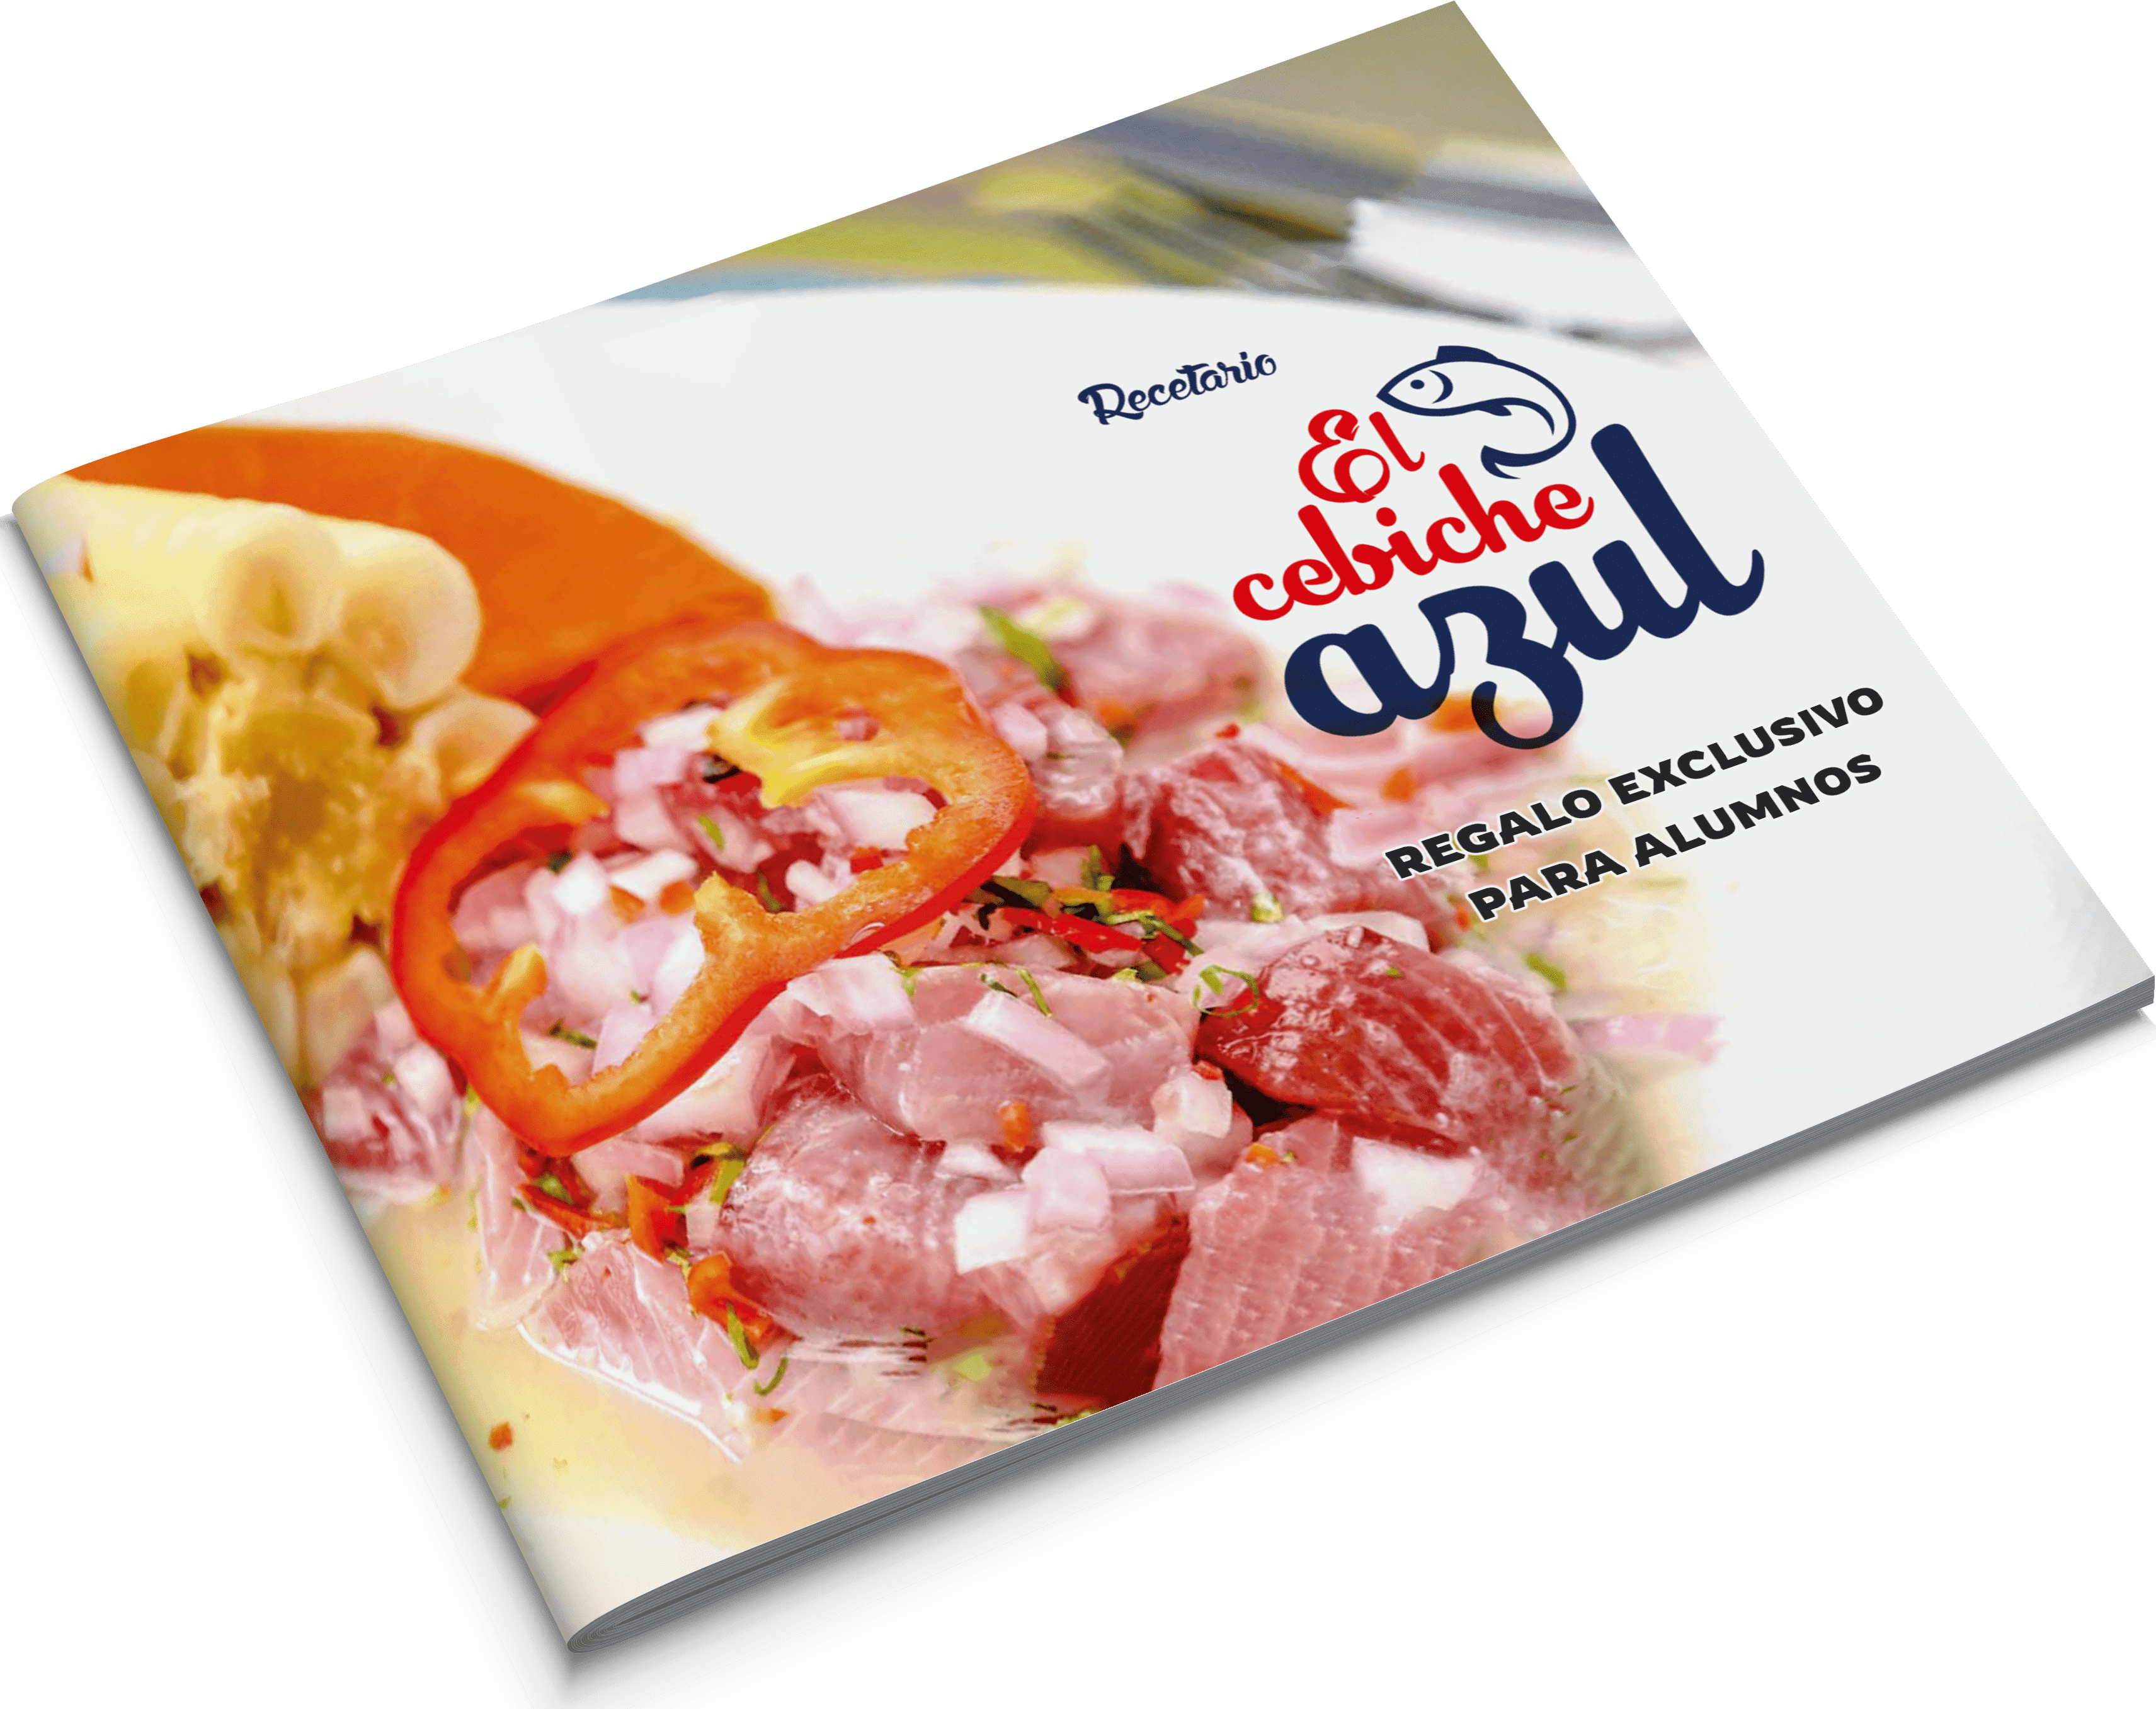 Recetario
El
cebiche
azul
REGALO EXCLUSIVO
PARA ALUMNOS